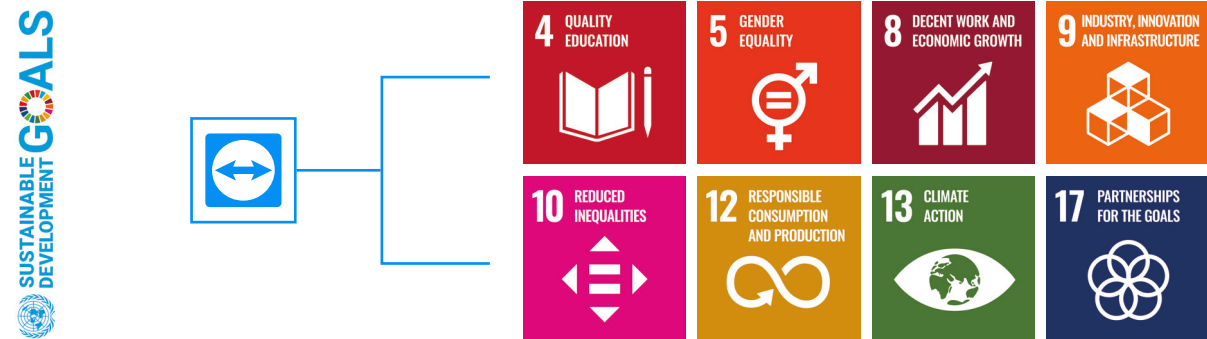 SUSTAINABLE
DEVELOPMENT
GOALS
4 QUALITY
EDUCATION
5 GENDER
EQUALITY
8 DECENT WORK AND
ECONOMIC GROWTH
9 INDUSTRY, INNOVATION
AND INFRASTRUCTURE
10 REDUCED
INEQUALITIES
12 RESPONSIBLE
CONSUMPTION
AND PRODUCTION
13 CLIMATE
ACTION
17 PARTNERSHIPS
FOR THE GOALS